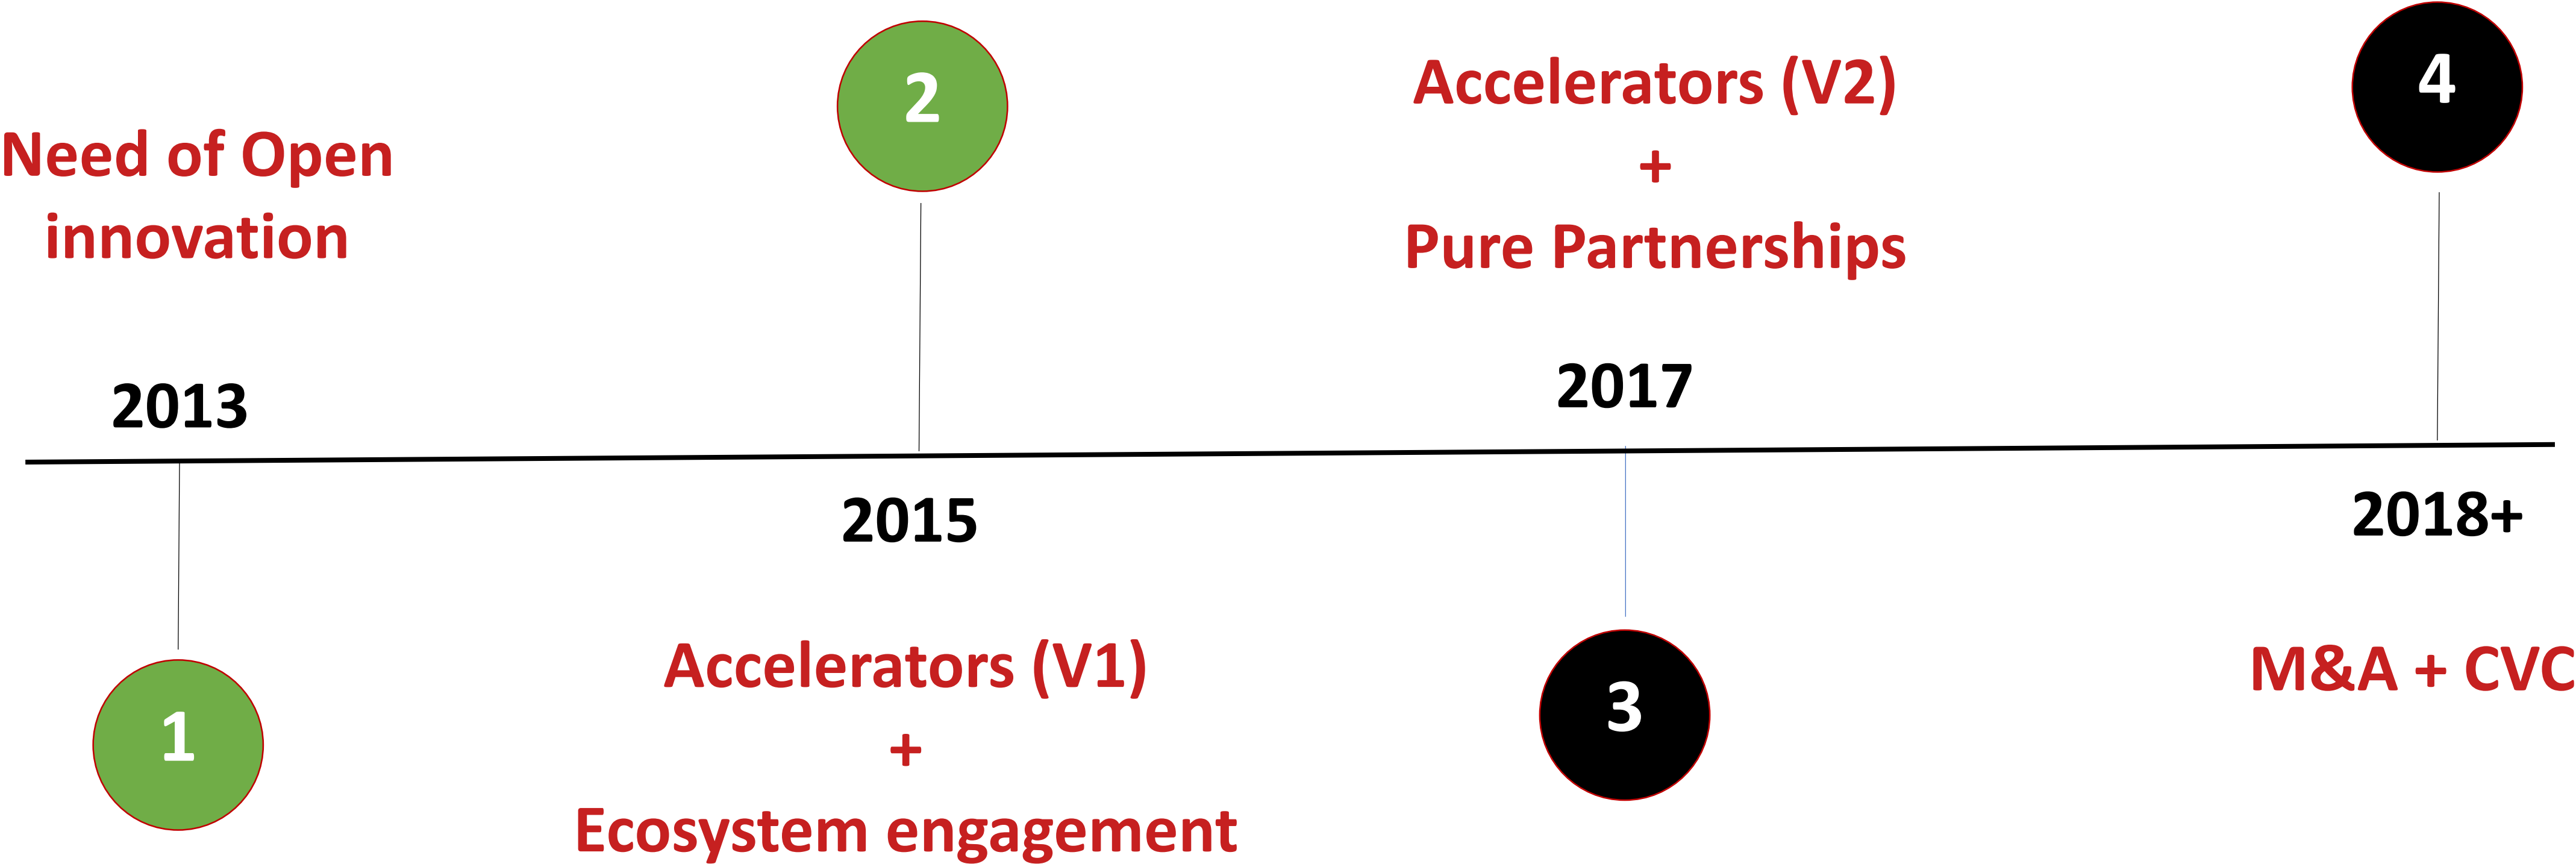 Need of Open
innovation
2013
1
2
2015
Accelerators (V1)
+
Ecosystem engagement
Accelerators (V2)
+
Pure Partnerships
2017
3
4
2018+
M&A + CVC